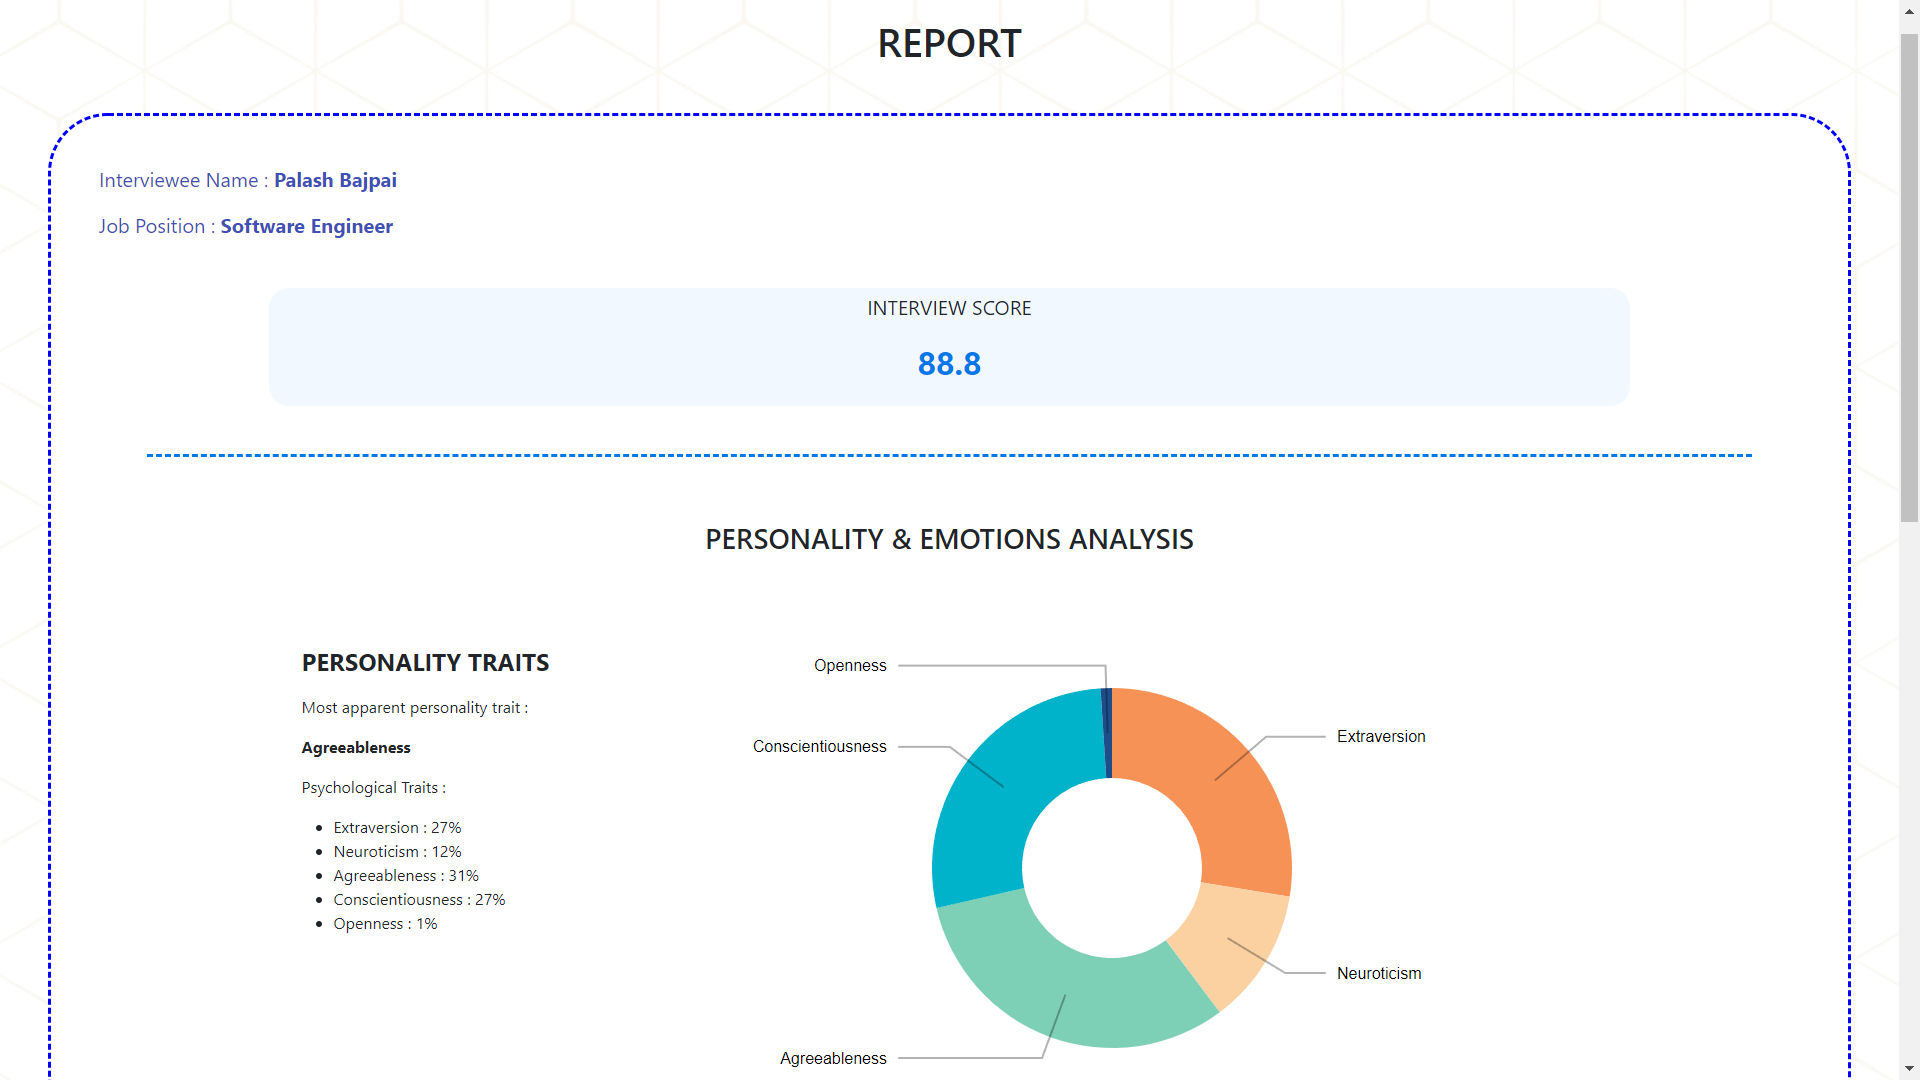 REPORT
Interviewee Name : Palash Bajpai
Job Position : Software Engineer
INTERVIEW SCORE
88.8
PERSONALITY & EMOTIONS ANALYSIS
PERSONALITY TRAITS
Most apparent personality trait :
Agreeableness
Psychological Traits :
Extraversion : 27%
Neuroticism : 12%
Agreeableness : 31%
Conscientiousness : 27%
Openness : 1%
Openness
Conscientiousness
Extraversion
Neuroticism
Agreeableness